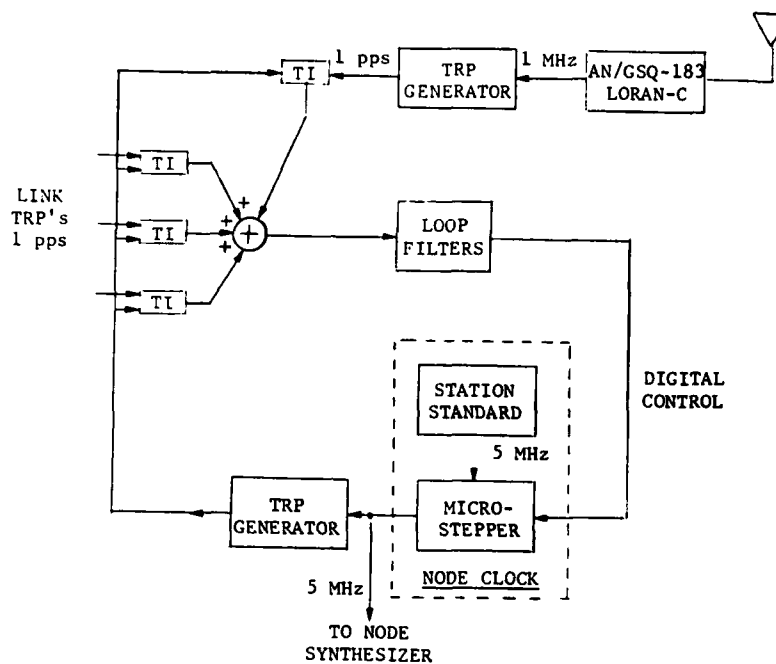 TI
1 pps
TRP
GENERATOR
1 MHz
AN/GSQ-183
LORAN-C
LINK
TRP's
1 pps
TI
TI
TI
+
+
+
+
LOOP
FILTERS
DIGITAL
CONTROL
STATION
STANDARD
5 MHz
MICRO-
STEPPER
NODE CLOCK
TRP
GENERATOR
5 MHz
TO NODE
SYNTHESIZER